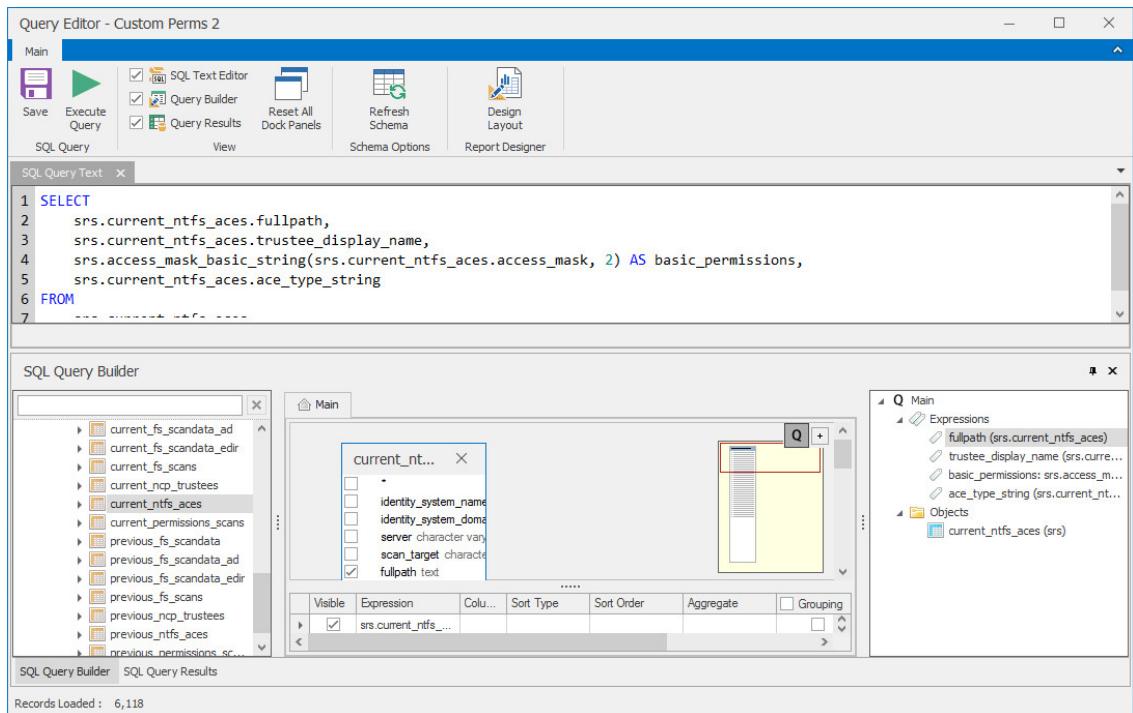 Query Editor - Custom Perms 2
Main
Save
Execute Query
SQL Text Editor
Query Builder
Query Results
Reset All Dock Panels
Refresh Schema
Design Layout
SQL Query
View
Schema Options
Report Designer
SQL Query Text
1 SELECT
2 srs.current_ntfs_aces.fullpath,
3 srs.current_ntfs_aces.trustee_display_name,
4 srs.access_mask_basic_string(srs.current_ntfs_aces.access_mask, 2) AS basic_permissions,
5 srs.current_ntfs_aces.ace_type_string
6 FROM
7
SQL Query Builder
current_fs_scandata_ad
current_fs_scandata_edir
current_fs_scans
current_ncp_trustees
current_ntfs_aces
current_permissions_scans
previous_fs_scandata
previous_fs_scandata_ad
previous_fs_scandata_edir
previous_fs_scans
previous_ncp_trustees
previous_ntfs_aces
previous_permissions_sc...
Main
current_nt...
*
identity_system_name
identity_system_doma
server character vary
scan_target characte
fullpath text
Q +
Visible Expression Colu... Sort Type Sort Order Aggregate Grouping
srs.current_ntfs_...
Q Main
Expressions
fullpath (srs.current_ntfs_aces)
trustee_display_name (srs.curre...
basic_permissions: srs.access_m...
ace_type_string (srs.current_nt...
Objects
current_ntfs_aces (srs)
SQL Query Builder SQL Query Results
Records Loaded : 6,118